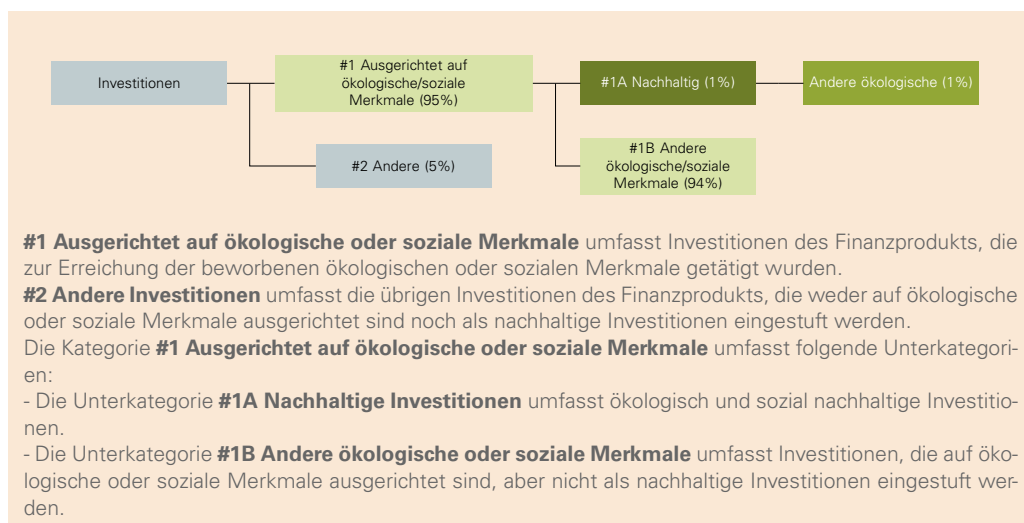 Investitionen
#1 Ausgerichtet auf
ökologische/soziale
Merkmale (95%)
#1A Nachhaltig (1%)
Andere ökologische (1%)
#2 Andere (5%)
#1B Andere
ökologische/soziale
Merkmale (94%)
#1 Ausgerichtet auf ökologische oder soziale Merkmale umfasst Investitionen des Finanzprodukts, die
zur Erreichung der beworbenen ökologischen oder sozialen Merkmale getätigt wurden.
#2 Andere Investitionen umfasst die übrigen Investitionen des Finanzprodukts, die weder auf ökologische
oder soziale Merkmale ausgerichtet sind noch als nachhaltige Investitionen eingestuft werden.
Die Kategorie #1 Ausgerichtet auf ökologische oder soziale Merkmale umfasst folgende Unterkategori-
en:
- Die Unterkategorie #1A Nachhaltige Investitionen umfasst ökologisch und sozial nachhaltige Investitio-
nen.
- Die Unterkategorie #1B Andere ökologische oder soziale Merkmale umfasst Investitionen, die auf öko-
logische oder soziale Merkmale ausgerichtet sind, aber nicht als nachhaltige Investitionen eingestuft wer-
den.